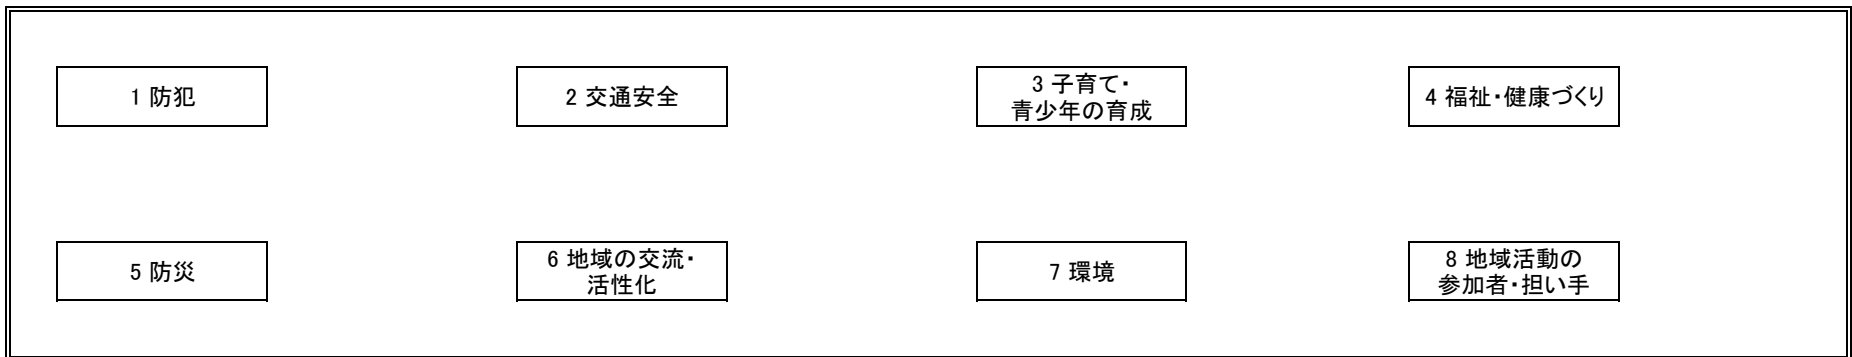 1 防犯
2 交通安全
3 子育て・
青少年の育成
4 福祉・健康づくり
5 防災
6 地域の交流・
活性化
7 環境
8 地域活動の
参加者・担い手